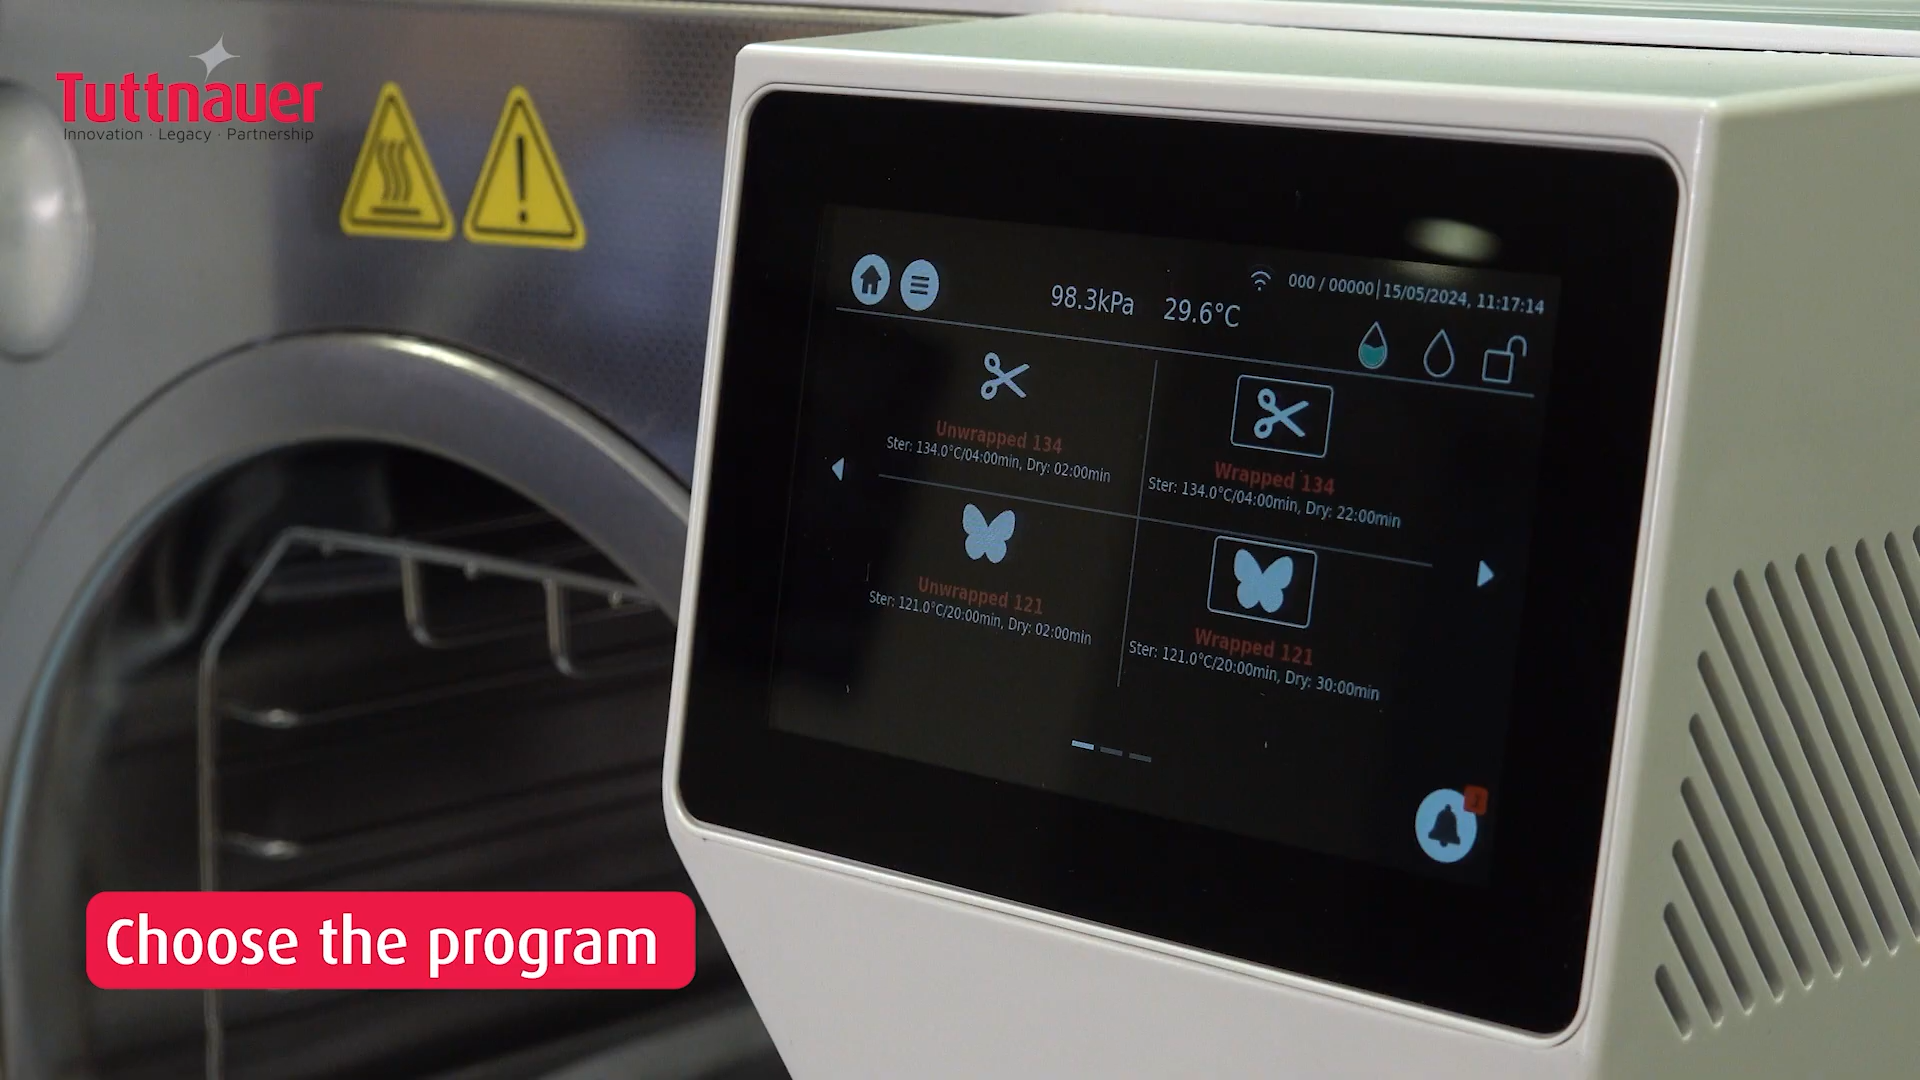 Tuttnauer
Innovation · Legacy · Partnership
98.3kPa 29.6°C
000 / 00000|15/05/2024, 11:17:14
Unwrapped 134
Ster: 134.0°C/04:00min, Dry: 02:00min
Wrapped 134
Ster: 134.0°C/04:00min, Dry: 22:00min
Unwrapped 121
Ster: 121.0°C/20:00min, Dry: 02:00min
Wrapped 121
Ster: 121.0°C/20:00min, Dry: 30:00min
Choose the program